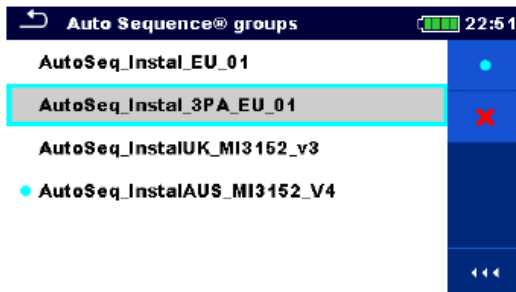 Auto Sequence® groups 22:51
AutoSeq_Instal_EU_01
AutoSeq_Instal_3PA_EU_01
AutoSeq_InstalUK_MI3152_v3
AutoSeq_InstalAUS_MI3152_V4